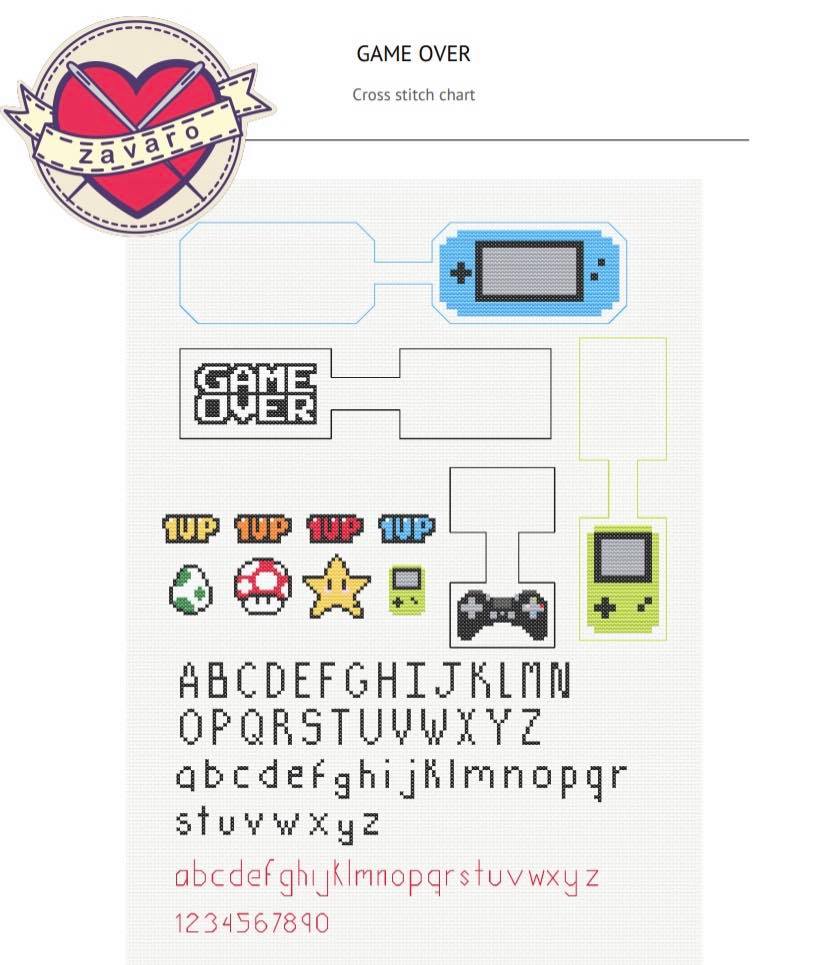 GAME OVER
Cross stitch chart
zavaro
GAME
OVER
1UP 1UP 1UP 1UP
ABCDEFGHIJKLMN
OPQRSTUVWXYZ
abcdefghijklmnopqr
stuvwxyz
abcdefghijklmnopqrstuvwxyz
1234567890